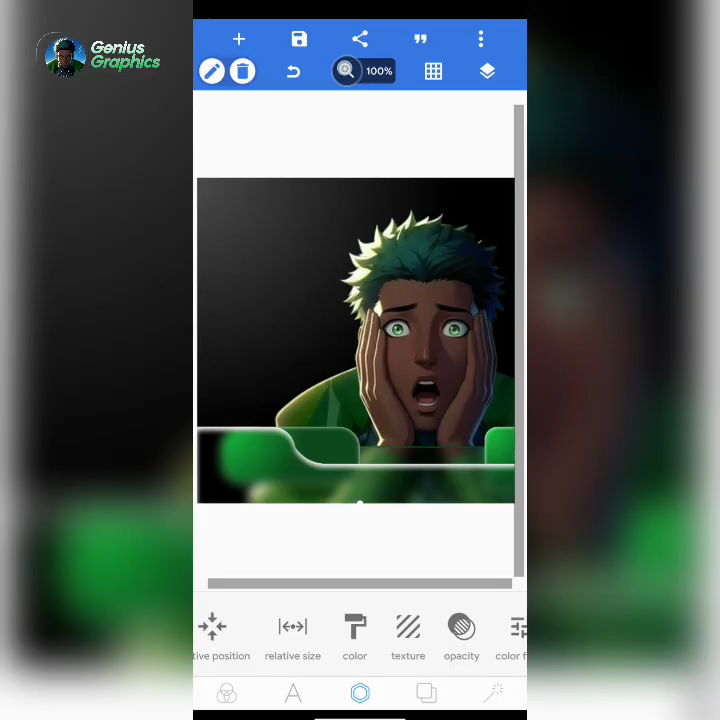 Genius
Graphics
100%
tive position
relative size
color
texture
opacity
color f